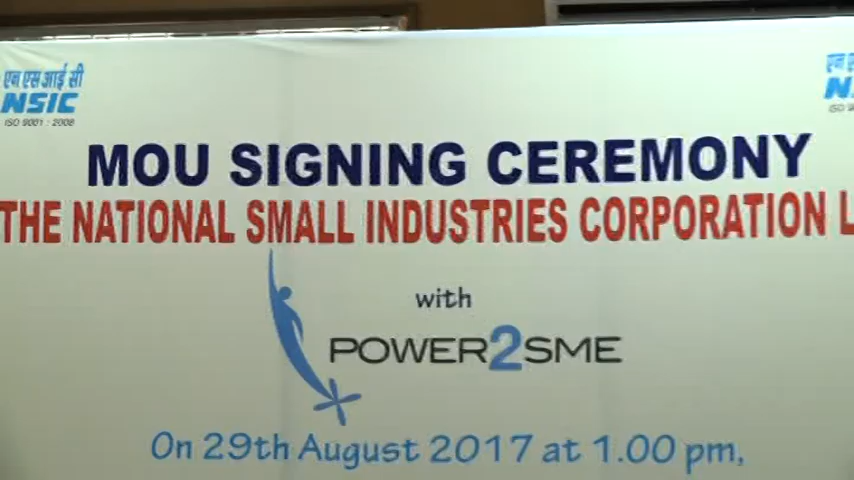 एन एस आई सी
NSIC
ISO 9001 : 2008
MOU SIGNING CEREMONY
THE NATIONAL SMALL INDUSTRIES CORPORATION L
with
POWER2SME
On 29th August 2017 at 1.00 pm,